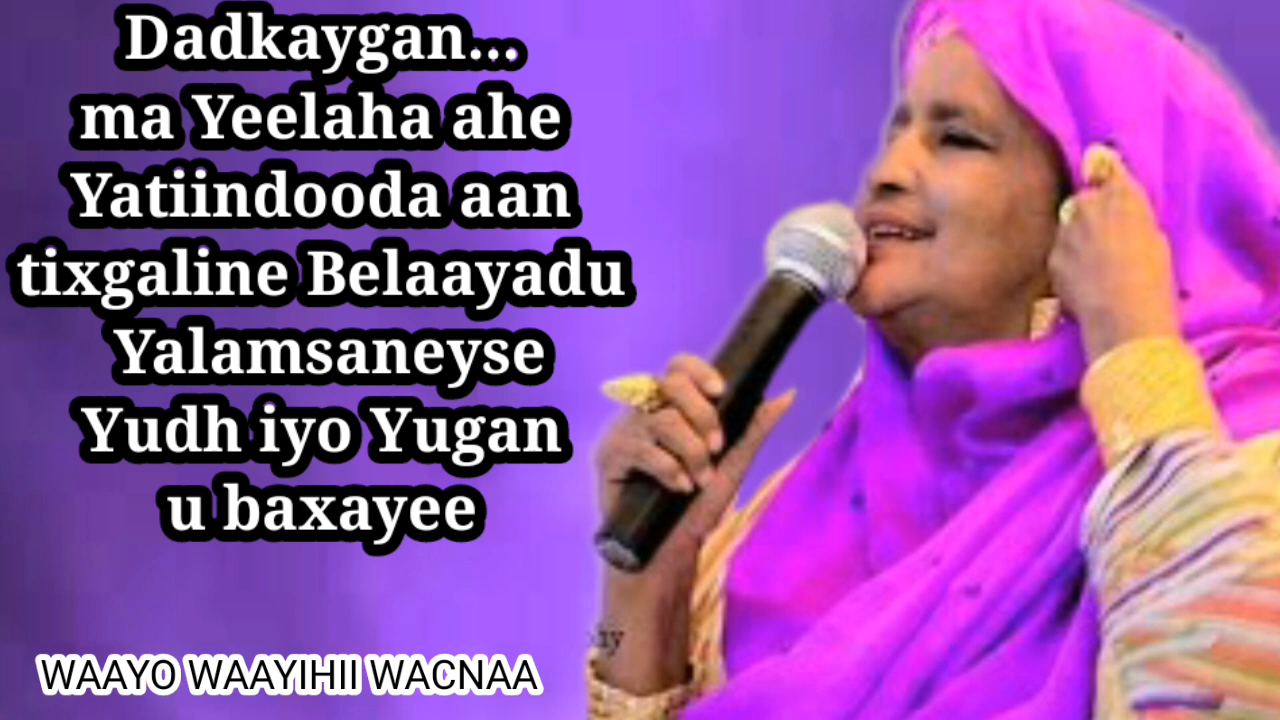 Dadkaygan...
ma Yeelaha ahe
Yatiindooda aan
tixgaline Belaayadu
Yalamsaneyse
Yudh iyo Yugan
u baxayee
WAAYO WAAYIHII WACNAA